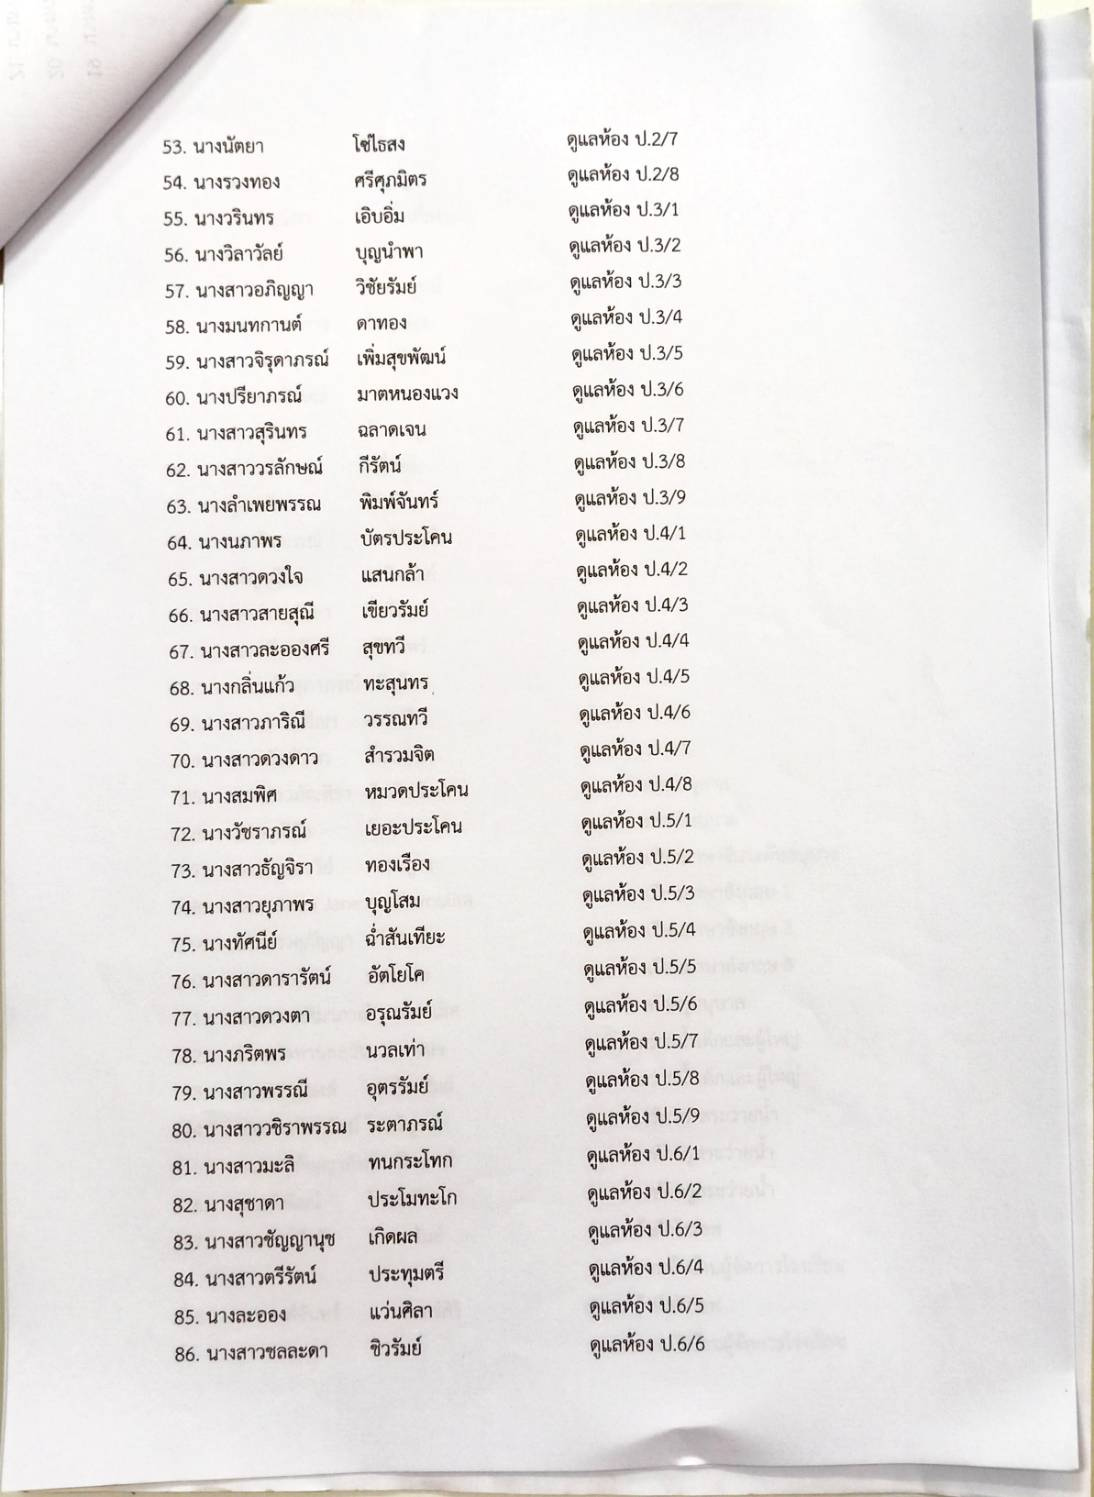 53. นางนัตยา โซ่ไธสง ดูแลห้อง ป.2/7
54. นางรวงทอง ศรีศุภมิตร ดูแลห้อง ป.2/8
55. นางวรินทร เอิบอิ่ม ดูแลห้อง ป.3/1
56. นางวิลาวัลย์ บุญนำพา ดูแลห้อง ป.3/2
57. นางสาวอภิญญา วิชัยรัมย์ ดูแลห้อง ป.3/3
58. นางมนทกานต์ ดาทอง ดูแลห้อง ป.3/4
59. นางสาวจิรุดาภรณ์ เพิ่มสุขพัฒน์ ดูแลห้อง ป.3/5
60. นางปรียาภรณ์ มาตหนองแวง ดูแลห้อง ป.3/6
61. นางสาวสุรินทร ฉลาดเจน ดูแลห้อง ป.3/7
62. นางสาววรลักษณ์ กีรัตน์ ดูแลห้อง ป.3/8
63. นางลำเพยพรรณ พิมพ์จันทร์ ดูแลห้อง ป.3/9
64. นางนภาพร บัตรประโคน ดูแลห้อง ป.4/1
65. นางสาวดวงใจ แสนกล้า ดูแลห้อง ป.4/2
66. นางสาวสายสุณี เขียวรัมย์ ดูแลห้อง ป.4/3
67. นางสาวละอองศรี สุขทวี ดูแลห้อง ป.4/4
68. นางกลิ่นแก้ว ทะสุนทร ดูแลห้อง ป.4/5
69. นางสาวภาริณี วรรณทวี ดูแลห้อง ป.4/6
70. นางสาวดวงดาว สำรวมจิต ดูแลห้อง ป.4/7
71. นางสมพิศ หมวดประโคน ดูแลห้อง ป.4/8
72. นางวัชราภรณ์ เยอะประโคน ดูแลห้อง ป.5/1
73. นางสาวธัญจิรา ทองเรือง ดูแลห้อง ป.5/2
74. นางสาวยุภาพร บุญโสม ดูแลห้อง ป.5/3
75. นางทัศนีย์ ฉ่ำสันเทียะ ดูแลห้อง ป.5/4
76. นางสาวดารารัตน์ อัตโยโค ดูแลห้อง ป.5/5
77. นางสาวดวงตา อรุณรัมย์ ดูแลห้อง ป.5/6
78. นางภริตพร นวลเท่า ดูแลห้อง ป.5/7
79. นางสาวพรรณี อุตรรัมย์ ดูแลห้อง ป.5/8
80. นางสาววชิราพรรณ ระตาภรณ์ ดูแลห้อง ป.5/9
81. นางสาวมะลิ ทนกระโทก ดูแลห้อง ป.6/1
82. นางสุชาดา ประโมทะโก ดูแลห้อง ป.6/2
83. นางสาวชัญญานุช เกิดผล ดูแลห้อง ป.6/3
84. นางสาวตรีรัตน์ ประทุมตรี ดูแลห้อง ป.6/4
85. นางละออง แว่นศิลา ดูแลห้อง ป.6/5
86. นางสาวชลละดา ชิวรัมย์ ดูแลห้อง ป.6/6